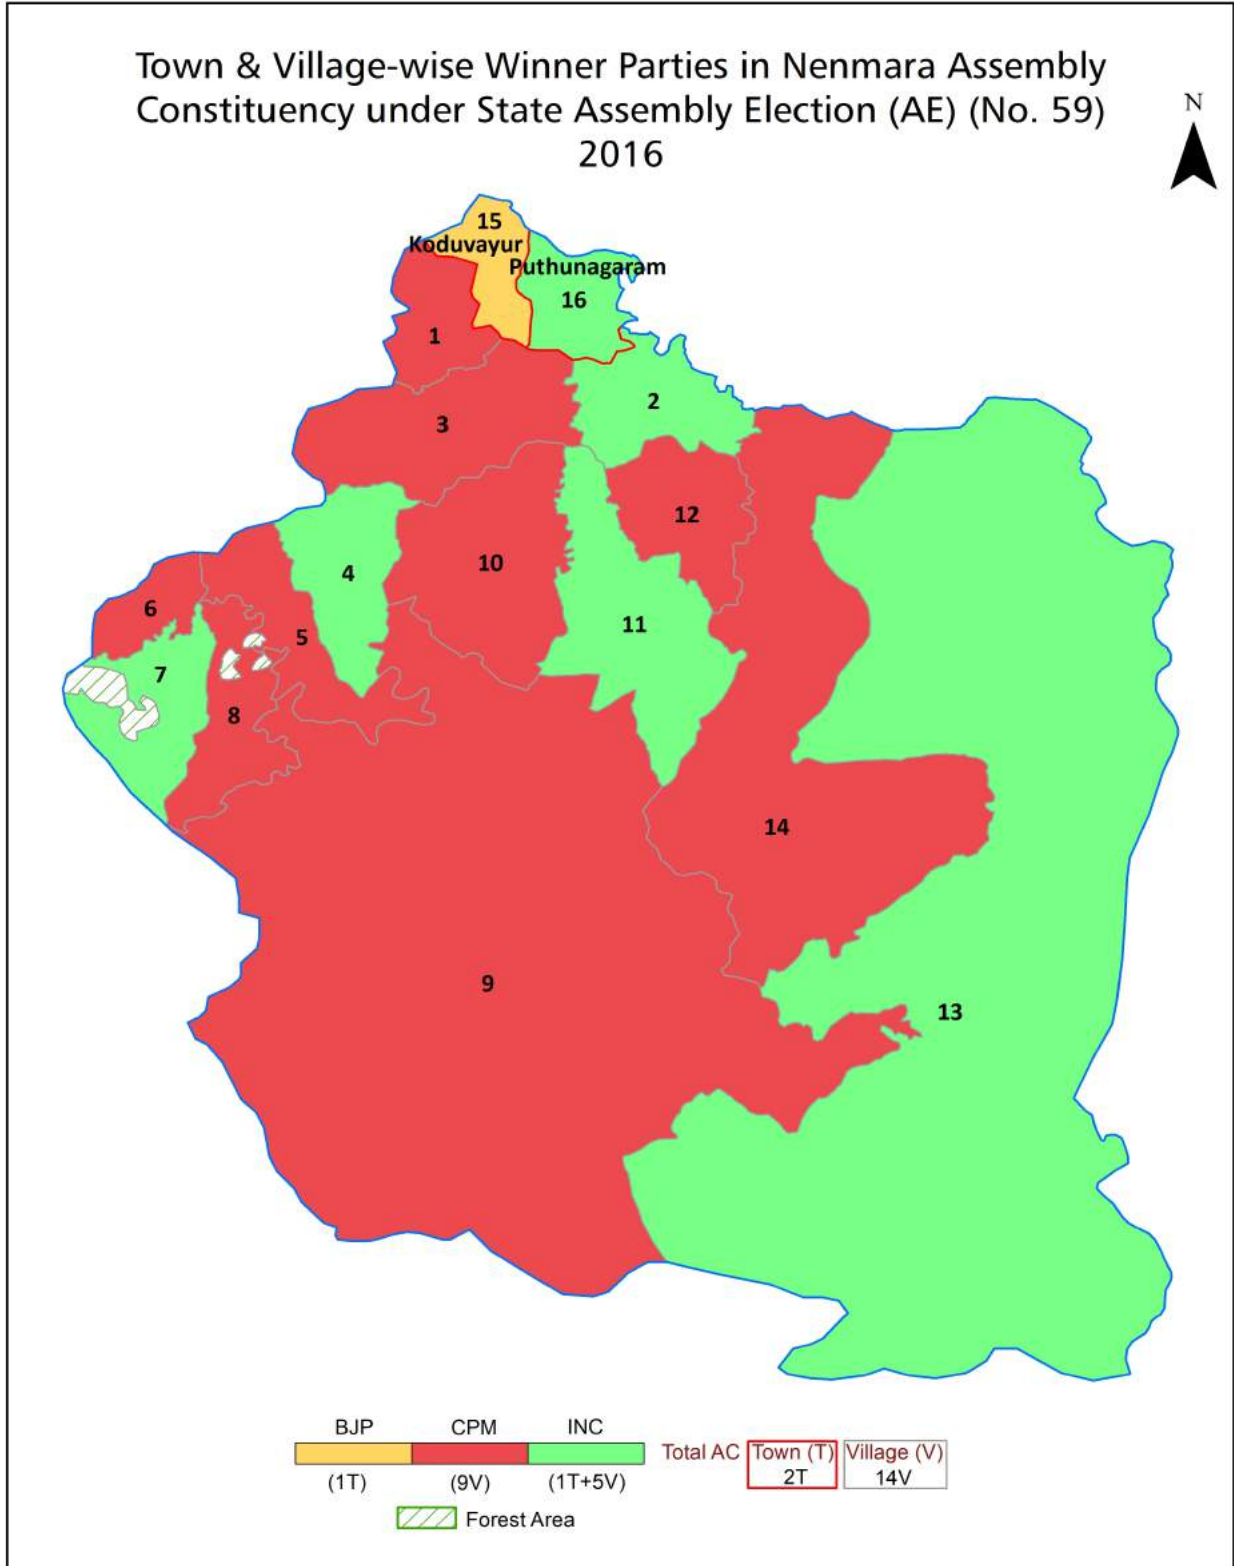 Town & Village-wise Winner Parties in Nenmara Assembly
Constituency under State Assembly Election (AE) (No. 59)
2016
N
15
Koduvayur
Puthunagaram
16
1
2
3
12
10
4
6
11
5
7
8
14
9
13
BJP CPM INC
Total AC Town (T) Village (V)
2T 14V
(1T) (9V) (1T+5V)
Forest Area